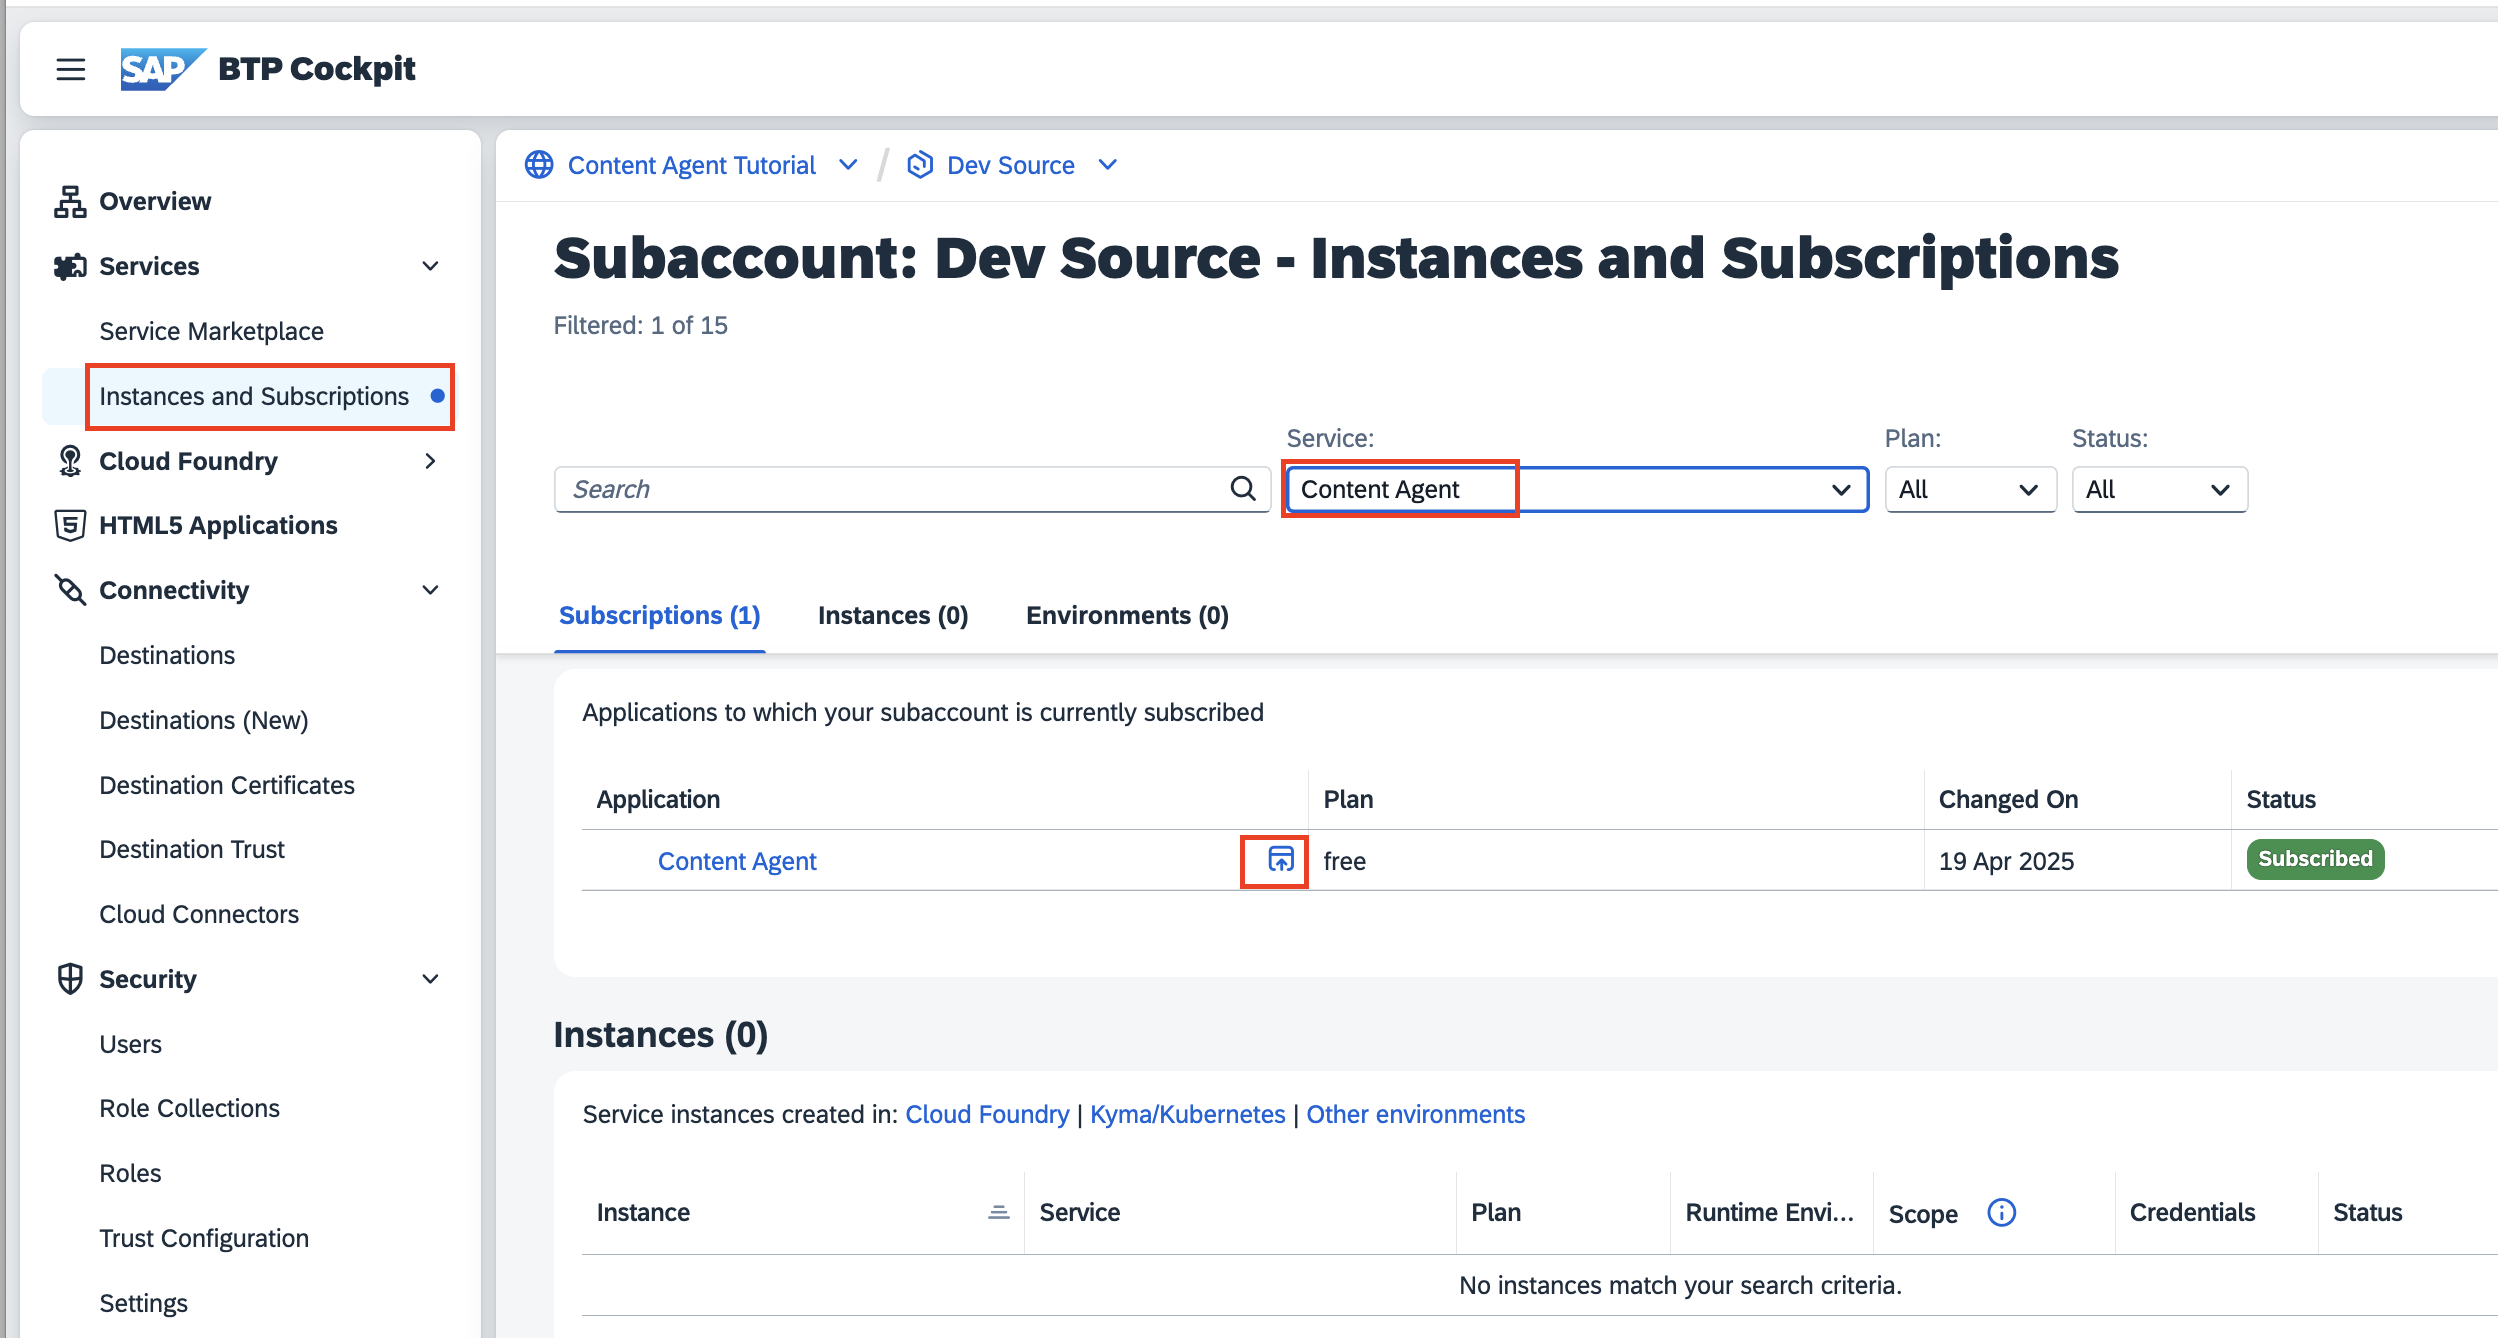 SAP BTP Cockpit
Overview
Services
Service Marketplace
Instances and Subscriptions
Cloud Foundry
HTML5 Applications
Connectivity
Destinations
Destinations (New)
Destination Certificates
Destination Trust
Cloud Connectors
Security
Users
Role Collections
Roles
Trust Configuration
Settings
Content Agent Tutorial / Dev Source
Subaccount: Dev Source - Instances and Subscriptions
Filtered: 1 of 15
Service: Plan: Status:
Search Content Agent All All
Subscriptions (1) Instances (0) Environments (0)
Applications to which your subaccount is currently subscribed
Application Plan Changed On Status
Content Agent free 19 Apr 2025 Subscribed
Instances (0)
Service instances created in: Cloud Foundry | Kyma/Kubernetes | Other environments
Instance Service Plan Runtime Envi... Scope Credentials Status
No instances match your search criteria.